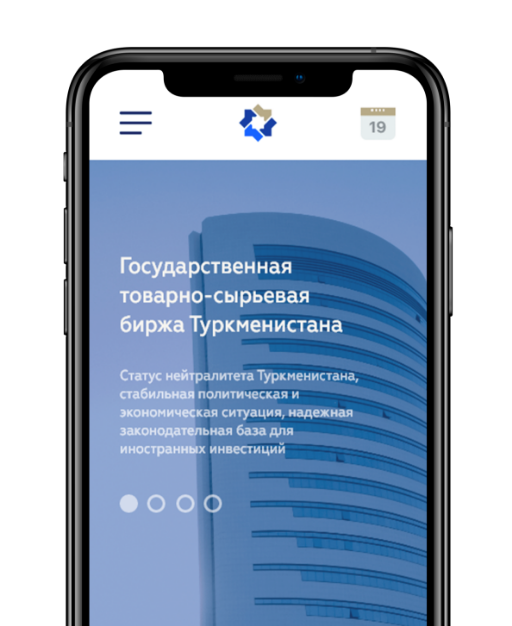 19
Государственная
товарно-сырьевая
биржа Туркменистана
Статус нейтралитета Туркменистана,
стабильная политическая и
экономическая ситуация, надежная
законодательная база для
иностранных инвестиций